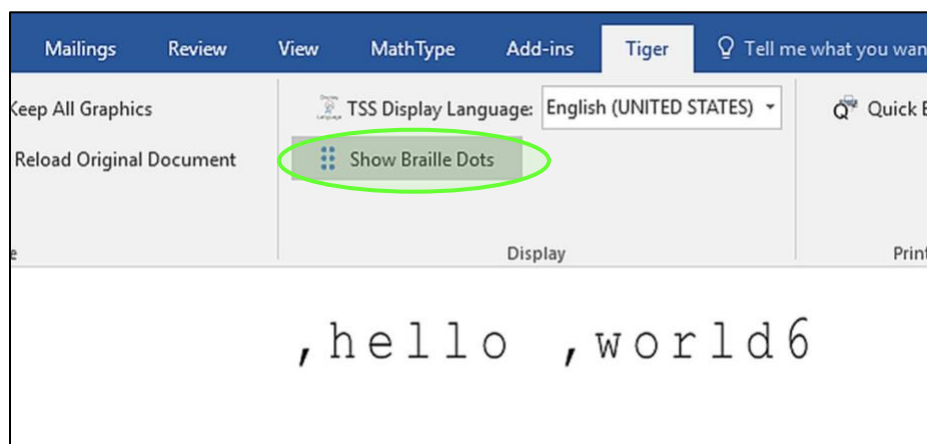 Mailings Review View MathType Add-ins Tiger Tell me what you wan
Keep All Graphics TSS Display Language: English (UNITED STATES) Quick E
Reload Original Document Show Braille Dots
e Display Print
,hello ,world6